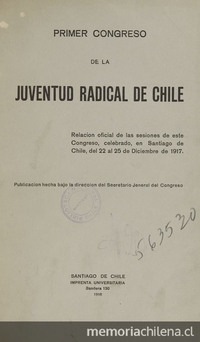 PRIMER CONGRESO
DE LA
JUVENTUD RADICAL DE CHILE
Relacion oficial de las sesiones de este
Congreso, celebrado, en Santiago de
Chile, del 22 al 25 de Diciembre de 1917.
Publicacion hecha bajo la direccion del Secretario Jeneral del Congreso
563520
SANTIAGO DE CHILE
IMPRENTA UNIVERSITARIA
Bandera 130
1918
memoriachilena.cl